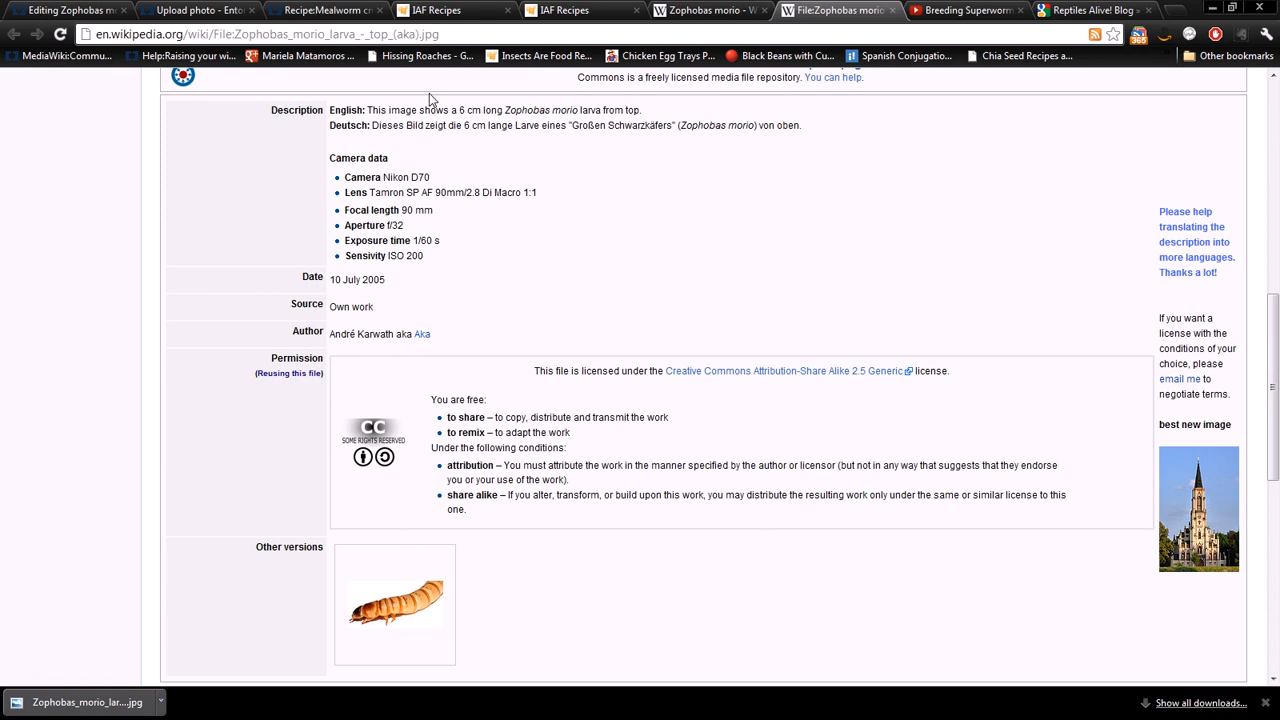 Editing Zophobas m
Upload photo - Ento
Recipe:Mealworm cr
IAF Recipes
IAF Recipes
Zophobas morio - W
File:Zophobas morio
Breeding Superworm
Reptiles Alive! Blog »
en.wikipedia.org/wiki/File:Zophobas_morio_larva_-_top_(aka).jpg
MediaWiki:Commu...
Help:Raising your wi...
Mariela Matamoros ...
Hissing Roaches - G...
Insects Are Food Re...
Chicken Egg Tarts P...
Black Beans with Cu...
Spanish Conjugatio...
Chia Seed Recipes a...
Other bookmarks
Commons is a freely licensed media file repository. You can help.
Description
English: This image shows a 6 cm long Zophobas morio larva from top.
Deutsch: Dieses Bild zeigt die 6 cm lange Larve eines "Großen Schwarzkäfers" (Zophobas morio) von oben.
Camera data
Camera Nikon D70
Lens Tamron SP AF 90mm/2.8 Di Macro 1:1
Focal length 90 mm
Aperture f/32
Exposure time 1/60 s
Sensivity ISO 200
Please help
translating the
description into
more languages.
Thanks a lot!
Date
10 July 2005
Source
Own work
Author
André Karwath aka Aka
If you want a
license with the
conditions of your
choice, please
email me to
negotiate terms.
best new image
Permission
(Reusing this file)
This file is licensed under the Creative Commons Attribution-Share Alike 2.5 Generic license.
CC
SOME RIGHTS RESERVED
You are free:
to share – to copy, distribute and transmit the work
to remix – to adapt the work
Under the following conditions:
attribution – You must attribute the work in the manner specified by the author or licensor (but not in any way that suggests that they endorse
you or your use of the work).
share alike – If you alter, transform, or build upon this work, you may distribute the resulting work only under the same or similar license to this
one.
Other versions
Zophobas_morio_lar....jpg
Show all downloads...